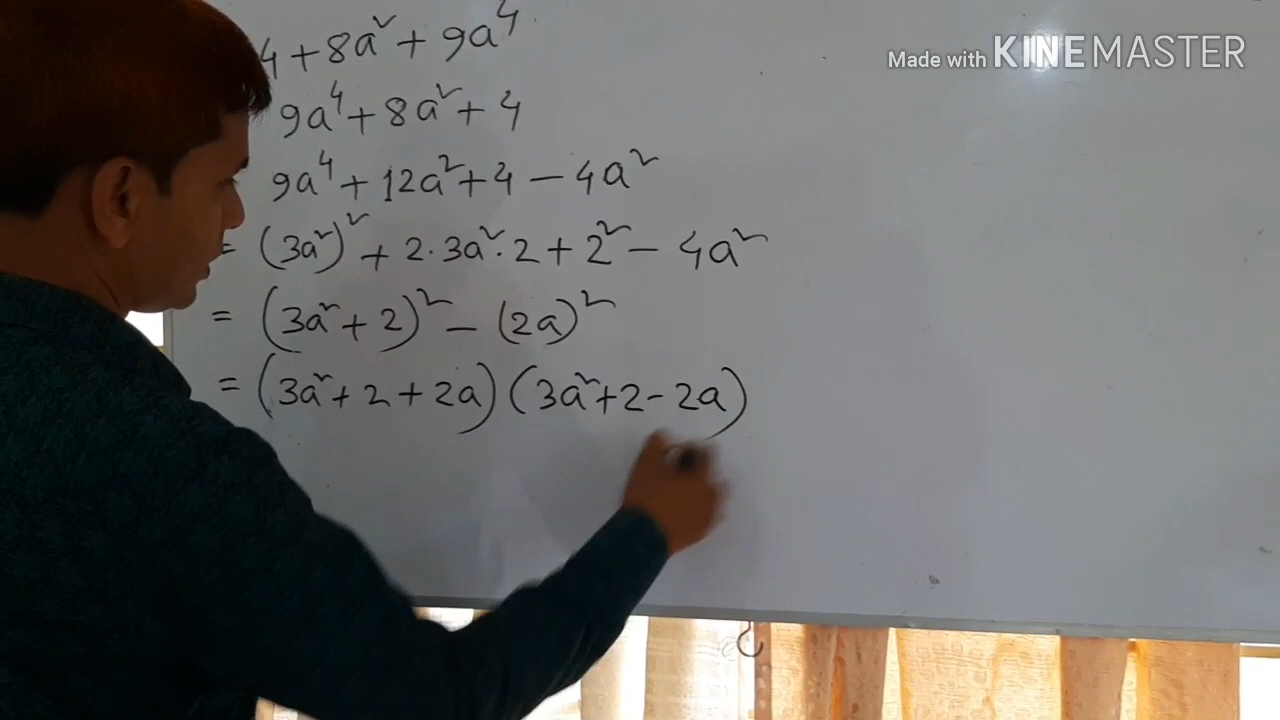 Made with KINEMASTER
4 + 8a² + 9a⁴
9a⁴ + 8a² + 4
9a⁴ + 12a² + 4 − 4a²
= (3a²)² + 2·3a²·2 + 2² − 4a²
= (3a² + 2)² − (2a)²
= (3a² + 2 + 2a)(3a² + 2 − 2a)